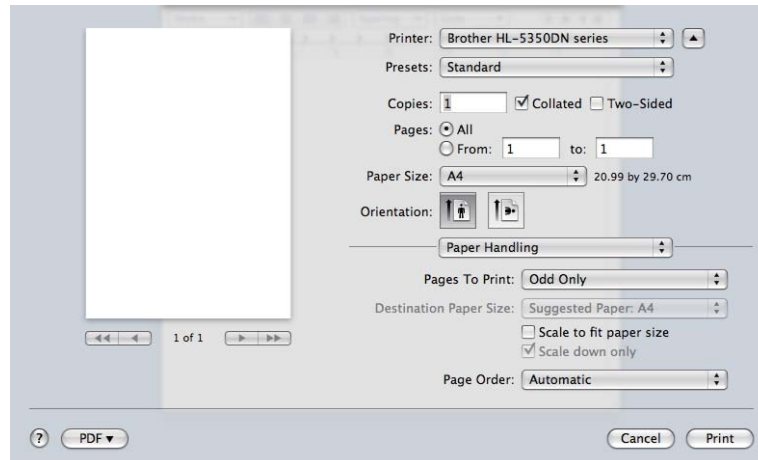 Printer: Brother HL-5350DN series
Presets: Standard
Copies: 1 Collated Two-Sided
Pages: All
From: 1 to: 1
Paper Size: A4 20.99 by 29.70 cm
Orientation:
Paper Handling
Pages To Print: Odd Only
Destination Paper Size: Suggested Paper: A4
Scale to fit paper size
1 of 1
Scale down only
Page Order: Automatic
? PDF Cancel Print